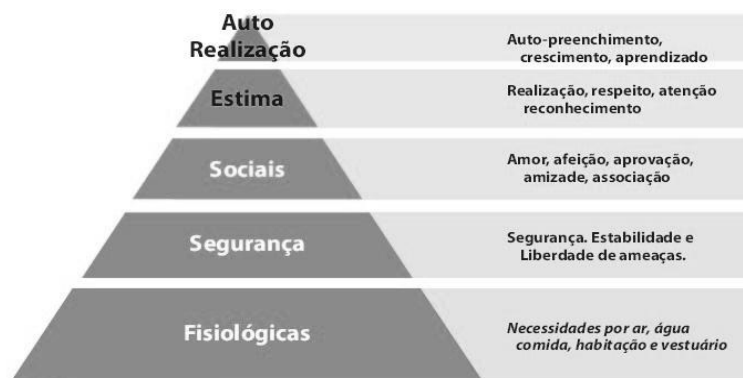 Auto
Realização
Auto-preenchimento,
crescimento, aprendizado
Estima
Realização, respeito, atenção
reconhecimento
Sociais
Amor, afeição, aprovação,
amizade, associação
Segurança
Segurança. Estabilidade e
Liberdade de ameaças.
Fisiológicas
Necessidades por ar, água
comida, habitação e vestuário